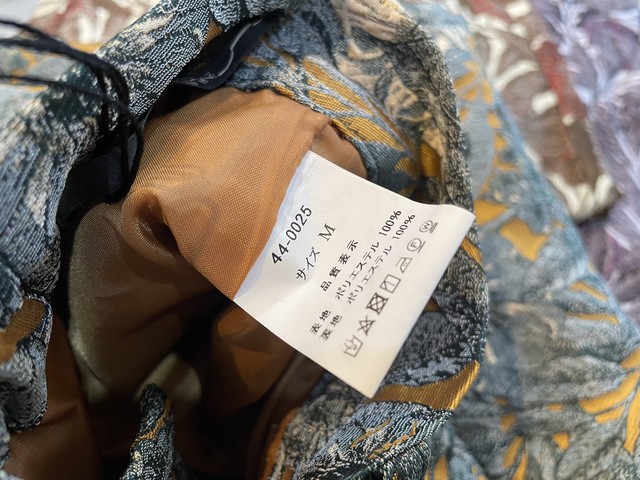 44-0025
サイズ M
品質表示
表地 ポリエステル 100%
裏地 ポリエステル 100%